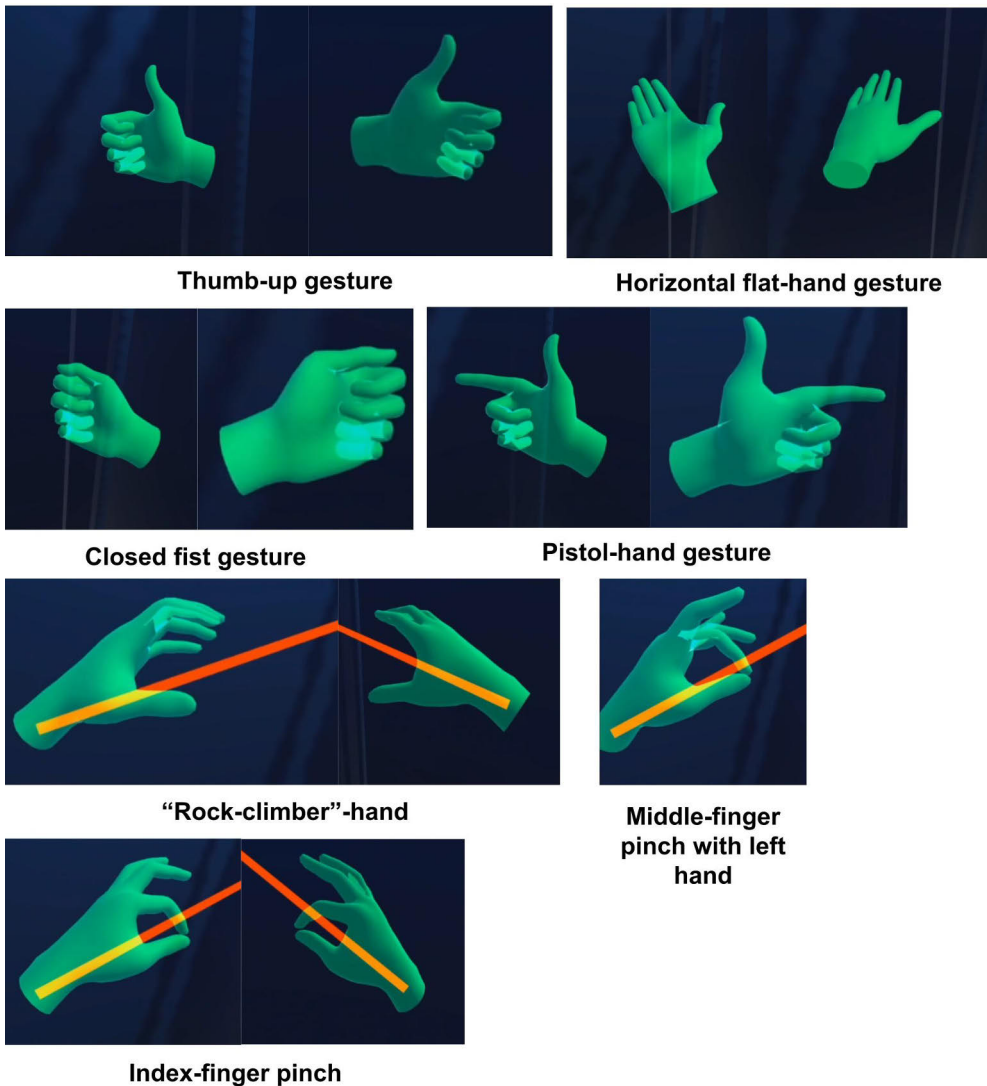 Thumb-up gesture
Horizontal flat-hand gesture
Closed fist gesture
Pistol-hand gesture
“Rock-climber”-hand
Middle-finger
pinch with left
hand
Index-finger pinch